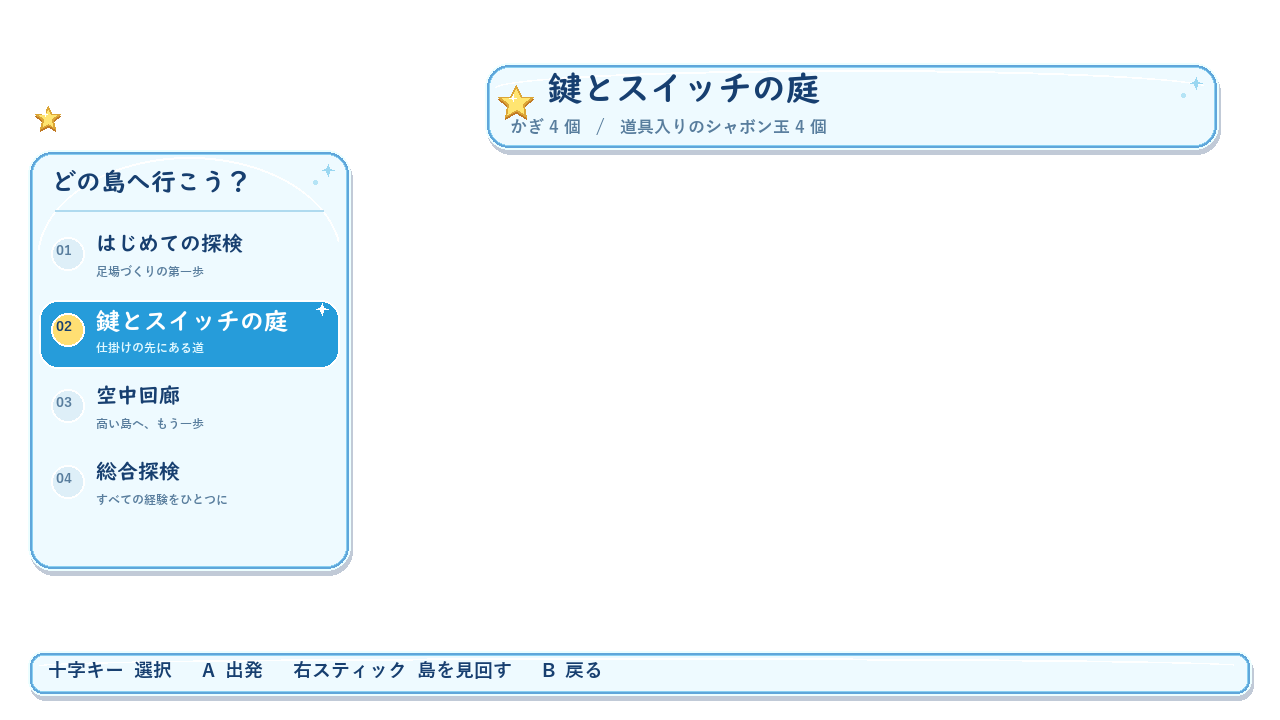 鍵とスイッチの庭
かぎ 4 個 / 道具入りのシャボン玉 4 個
どの島へ行こう？
01 はじめての探検
足場づくりの第一歩
02 鍵とスイッチの庭
仕掛けの先にある道
03 空中回廊
高い島へ、もう一歩
04 総合探検
すべての経験をひとつに
十字キー 選択 A 出発 右スティック 島を見回す B 戻る